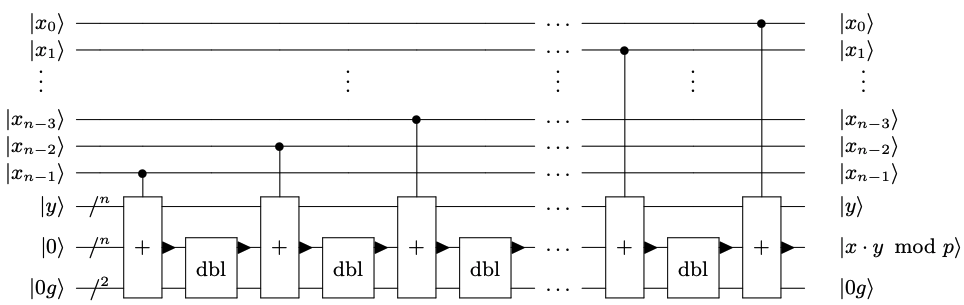 |x₀⟩ ... |x₀⟩
|x₁⟩ ... |x₁⟩
⋮ ⋮ ⋮ ⋮ ⋮
|xₙ₋₃⟩ ... |xₙ₋₃⟩
|xₙ₋₂⟩ ... |xₙ₋₂⟩
|xₙ₋₁⟩ ... |xₙ₋₁⟩
|y⟩ n ... |y⟩
|0⟩ n + + + ... + + |x · y mod p⟩
dbl dbl dbl dbl
|0g⟩ 2 ... |0g⟩